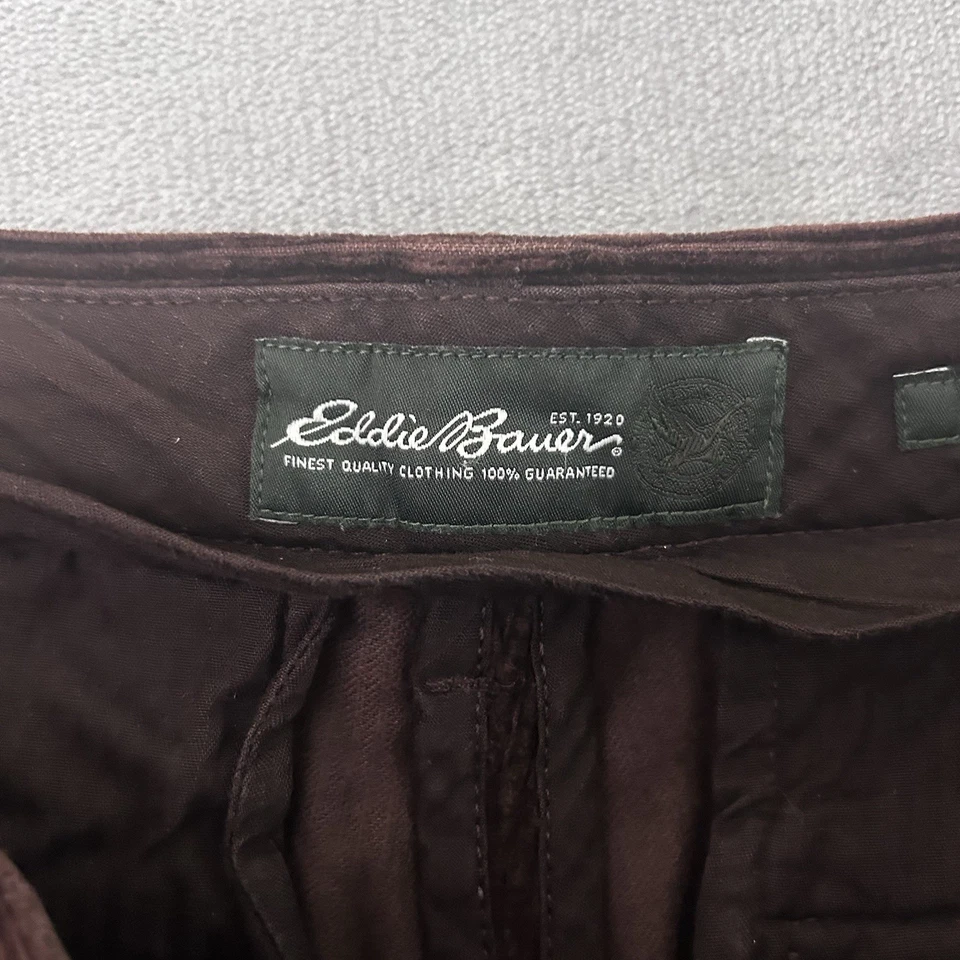 EST. 1920
Eddie Bauer®
FINEST QUALITY CLOTHING 100% GUARANTEED